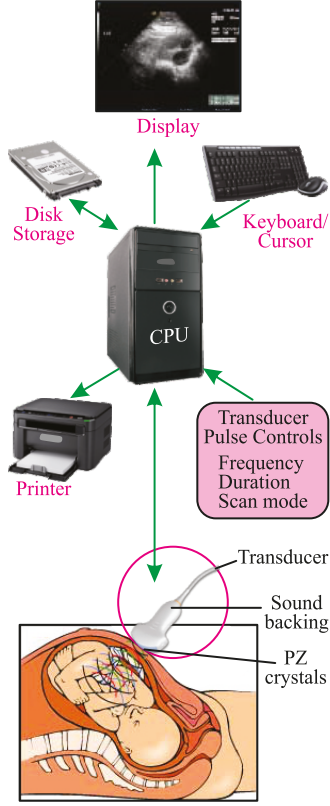 Display
Disk
Storage
Keyboard/
Cursor
CPU
Printer
Transducer
Pulse Controls
Frequency
Duration
Scan mode
Transducer
Sound
backing
PZ
crystals